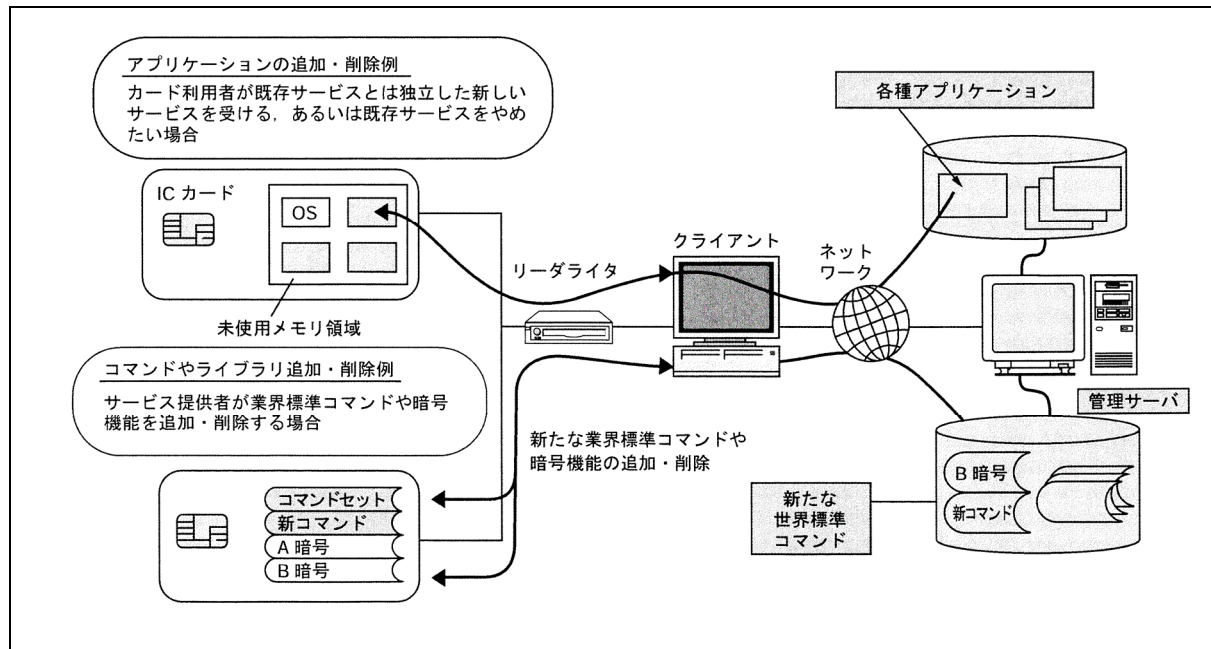 アプリケーションの追加・削除例
カード利用者が既存サービスとは独立した新しい
サービスを受ける，あるいは既存サービスをやめ
たい場合
各種アプリケーション
IC カード
OS
未使用メモリ領域
リーダライタ
クライアント
ネット
ワーク
管理サーバ
コマンドやライブラリ追加・削除例
サービス提供者が業界標準コマンドや暗号
機能を追加・削除する場合
新たな業界標準コマンドや
暗号機能の追加・削除
コマンドセット
新コマンド
A 暗号
B 暗号
新たな
世界標準
コマンド
B 暗号
新コマンド